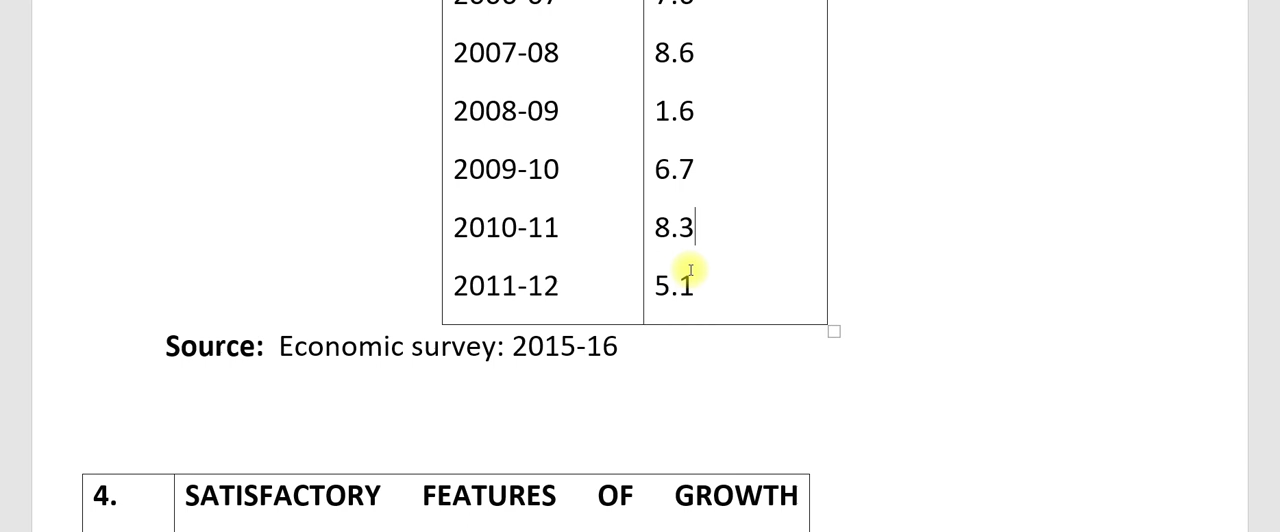 2007-08 8.6
2008-09 1.6
2009-10 6.7
2010-11 8.3
2011-12 5.1
Source: Economic survey: 2015-16
4. SATISFACTORY FEATURES OF GROWTH